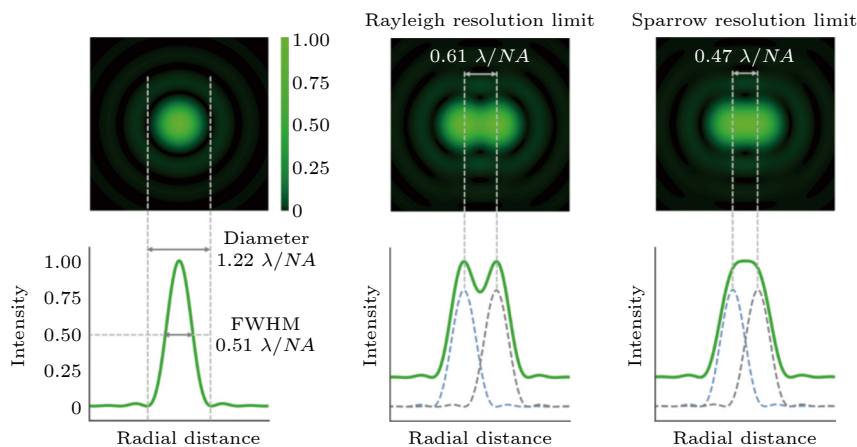 Rayleigh resolution limit
Sparrow resolution limit
1.00
0.75
0.50
0.25
0
0.61 λ/NA
0.47 λ/NA
Intensity
1.00
0.75
0.50
0.25
0
Diameter
1.22 λ/NA
FWHM
0.51 λ/NA
Radial distance
Intensity
Radial distance
Intensity
Radial distance